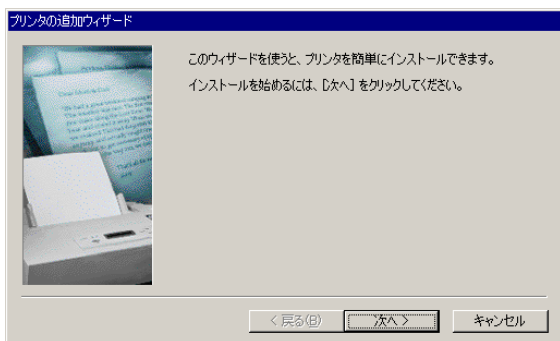 プリンタの追加ウィザード
このウィザードを使うと、プリンタを簡単にインストールできます。
インストールを始めるには、[次へ] をクリックしてください。
< 戻る(B)
次へ >
キャンセル